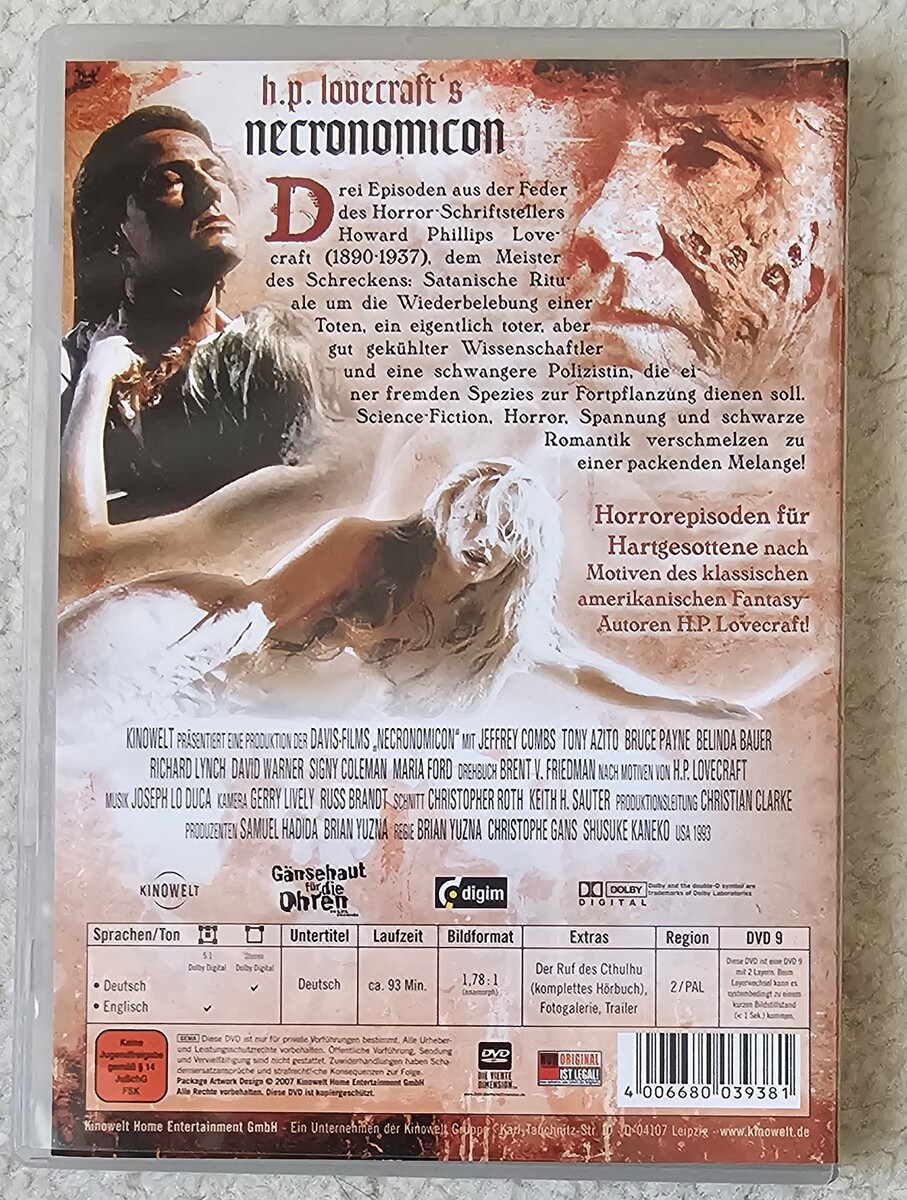 h.p. lovecraft's
necronomicon
Drei Episoden aus der Feder
des Horror-Schriftstellers
Howard Phillips Love-
craft (1890-1937), dem Meister
des Schreckens: Satanische Ritu-
ale um die Wiederbelebung einer
Toten, ein eigentlich toter, aber
gut gekühlter Wissenschaftler
und eine schwangere Polizistin, die ei-
ner fremden Spezies zur Fortpflanzung dienen soll.
Science-Fiction, Horror, Spannung und schwarze
Romantik verschmelzen zu
einer packenden Melange!
Horrorepisoden für
Hartgesottene nach
Motiven des klassischen
amerikanischen Fantasy-
Autoren H.P. Lovecraft!
KINOWELT PRÄSENTIERT EINE PRODUKTION DER DAVIS-FILMS „NECRONOMICON" MIT JEFFREY COMBS TONY AZITO BRUCE PAYNE BELINDA BAUER
RICHARD LYNCH DAVID WARNER SIGNY COLEMAN MARIA FORD DREHBUCH BRENT V. FRIEDMAN NACH MOTIVEN VON H.P. LOVECRAFT
MUSIK JOSEPH LO DUCA KAMERA GERRY LIVELY RUSS BRANDT SCHNITT CHRISTOPHER ROTH KEITH H. SAUTER PRODUKTIONSLEITUNG CHRISTIAN CLARKE
PRODUZENTEN SAMUEL HADIDA BRIAN YUZNA REGIE BRIAN YUZNA CHRISTOPHE GANS SHUSUKE KANEKO USA 1993
KINOWELT
Gänsehaut
für die
Ohren
digim
DOLBY
DIGITAL
Dolby and the double-D symbol are
trademarks of Dolby Laboratories
Sprachen/Ton Untertitel Laufzeit Bildformat Extras Region DVD 9
5.1
Dolby Digital
Stereo
Dolby Digital
• Deutsch
• Englisch
Deutsch
ca. 93 Min.
1,78:1
(anamorph)
Der Ruf des Cthulhu
(komplettes Hörbuch),
Fotogalerie, Trailer
2/PAL
Diese DVD ist eine DVD 9
mit 2 Layern. Beim
Layerwechsel kann es
systembedingt zu einem
kurzen Bildstillstand
(< 1 Sek.) kommen.
Keine
Jugendfreigabe
gemäß § 14
JuSchG
FSK
GEMA Diese DVD ist nur für private Vorführungen bestimmt. Alle Urheber-
und Leistungsschutzrechte vorbehalten. Öffentliche Vorführung, Sendung
und Vervielfältigung sind nicht gestattet. Zuwiderhandlungen haben Scha-
densersatzansprüche und strafrechtliche Konsequenzen zur Folge.
Package Artwork Design © 2007 Kinowelt Home Entertainment GmbH
Alle Rechte vorbehalten. Diese DVD ist kopiergeschützt.
DVD
VIDEO
DIE VIERTE
DIMENSION...
ORIGINAL
IST LEGAL!
4 006680 039381
Kinowelt Home Entertainment GmbH - Ein Unternehmen der Kinowelt Gruppe - Karl-Tauchnitz-Str. 10 - D-04107 Leipzig - www.kinowelt.de